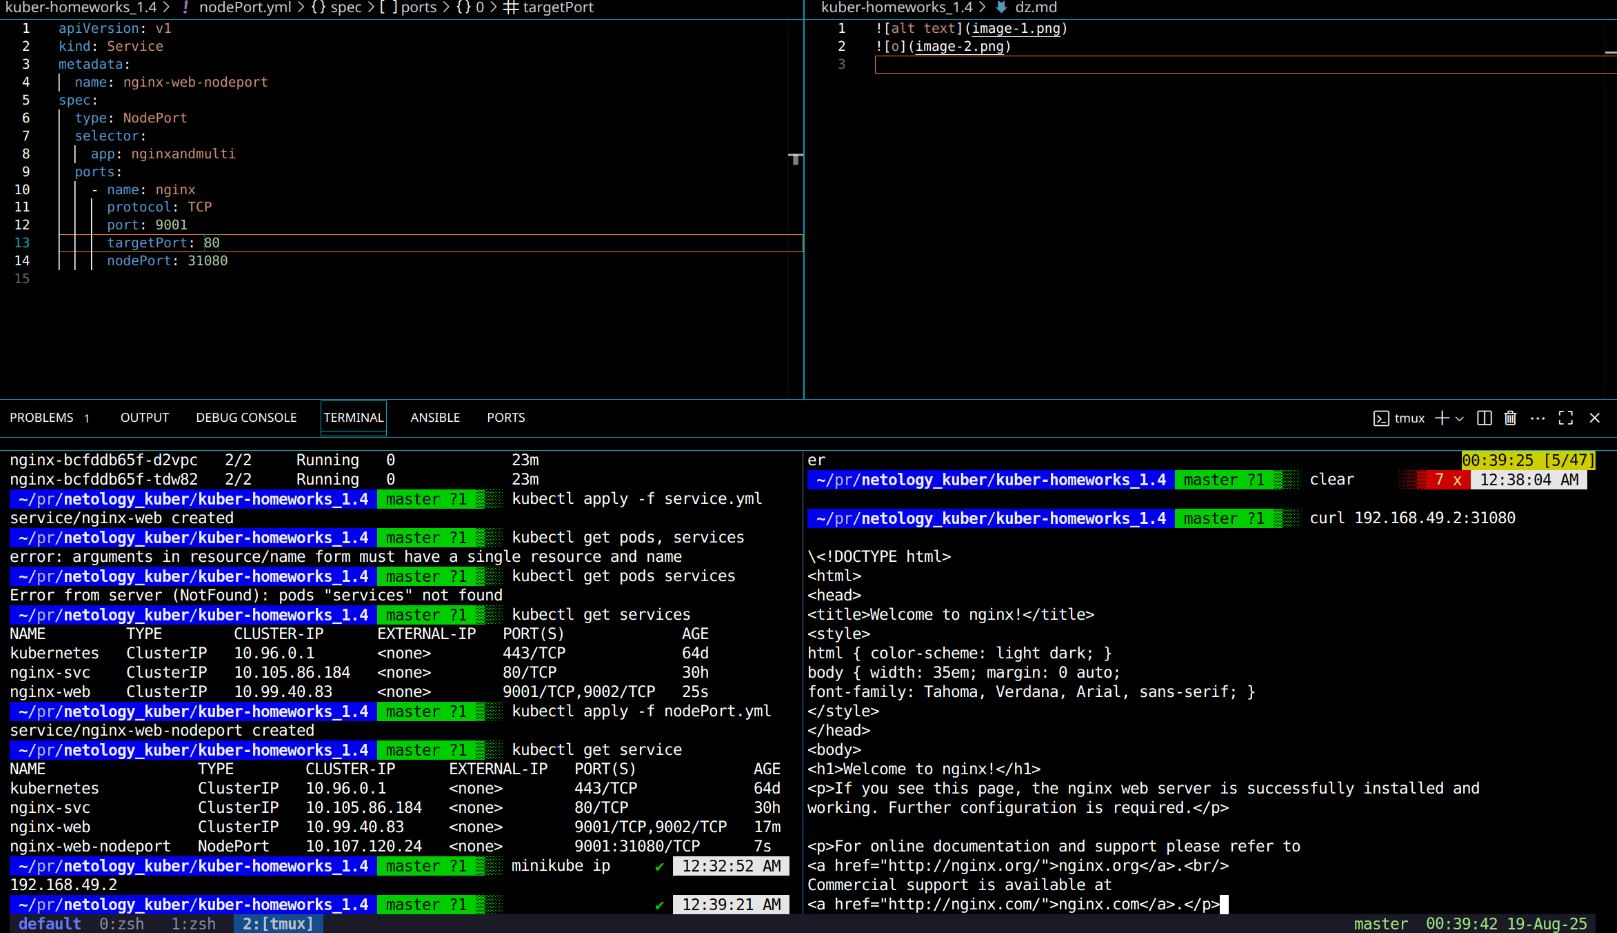 kuber-homeworks_1.4 > ! nodePort.yml > {} spec > [ ] ports > {} 0 > # targetPort
1 apiVersion: v1
2 kind: Service
3 metadata:
4 name: nginx-web-nodeport
5 spec:
6 type: NodePort
7 selector:
8 app: nginxandmulti
9 ports:
10 - name: nginx
11 protocol: TCP
12 port: 9001
13 targetPort: 80
14 nodePort: 31080
15
kuber-homeworks_1.4 > dz.md
1 ![alt text](image-1.png)
2 ![o](image-2.png)
3
PROBLEMS 1 OUTPUT DEBUG CONSOLE TERMINAL ANSIBLE PORTS
tmux
nginx-bcfddb65f-d2vpc 2/2 Running 0 23m
nginx-bcfddb65f-tdw82 2/2 Running 0 23m
~/pr/netology_kuber/kuber-homeworks_1.4 master ?1 kubectl apply -f service.yml
service/nginx-web created
~/pr/netology_kuber/kuber-homeworks_1.4 master ?1 kubectl get pods, services
error: arguments in resource/name form must have a single resource and name
~/pr/netology_kuber/kuber-homeworks_1.4 master ?1 kubectl get pods services
Error from server (NotFound): pods "services" not found
~/pr/netology_kuber/kuber-homeworks_1.4 master ?1 kubectl get services
NAME TYPE CLUSTER-IP EXTERNAL-IP PORT(S) AGE
kubernetes ClusterIP 10.96.0.1 <none> 443/TCP 64d
nginx-svc ClusterIP 10.105.86.184 <none> 80/TCP 30h
nginx-web ClusterIP 10.99.40.83 <none> 9001/TCP,9002/TCP 25s
~/pr/netology_kuber/kuber-homeworks_1.4 master ?1 kubectl apply -f nodePort.yml
service/nginx-web-nodeport created
~/pr/netology_kuber/kuber-homeworks_1.4 master ?1 kubectl get service
NAME TYPE CLUSTER-IP EXTERNAL-IP PORT(S) AGE
kubernetes ClusterIP 10.96.0.1 <none> 443/TCP 64d
nginx-svc ClusterIP 10.105.86.184 <none> 80/TCP 30h
nginx-web ClusterIP 10.99.40.83 <none> 9001/TCP,9002/TCP 17m
nginx-web-nodeport NodePort 10.107.120.24 <none> 9001:31080/TCP 7s
~/pr/netology_kuber/kuber-homeworks_1.4 master ?1 minikube ip ✔ 12:32:52 AM
192.168.49.2
~/pr/netology_kuber/kuber-homeworks_1.4 master ?1 ✔ 12:39:21 AM
er 00:39:25 [5/47]
~/pr/netology_kuber/kuber-homeworks_1.4 master ?1 clear 7 x 12:38:04 AM
~/pr/netology_kuber/kuber-homeworks_1.4 master ?1 curl 192.168.49.2:31080
\<!DOCTYPE html>
<html>
<head>
<title>Welcome to nginx!</title>
<style>
html { color-scheme: light dark; }
body { width: 35em; margin: 0 auto;
font-family: Tahoma, Verdana, Arial, sans-serif; }
</style>
</head>
<body>
<h1>Welcome to nginx!</h1>
<p>If you see this page, the nginx web server is successfully installed and
working. Further configuration is required.</p>
<p>For online documentation and support please refer to
<a href="http://nginx.org/">nginx.org</a>.<br/>
Commercial support is available at
<a href="http://nginx.com/">nginx.com</a>.</p>
default 0:zsh 1:zsh 2:[tmux] master 00:39:42 19-Aug-25